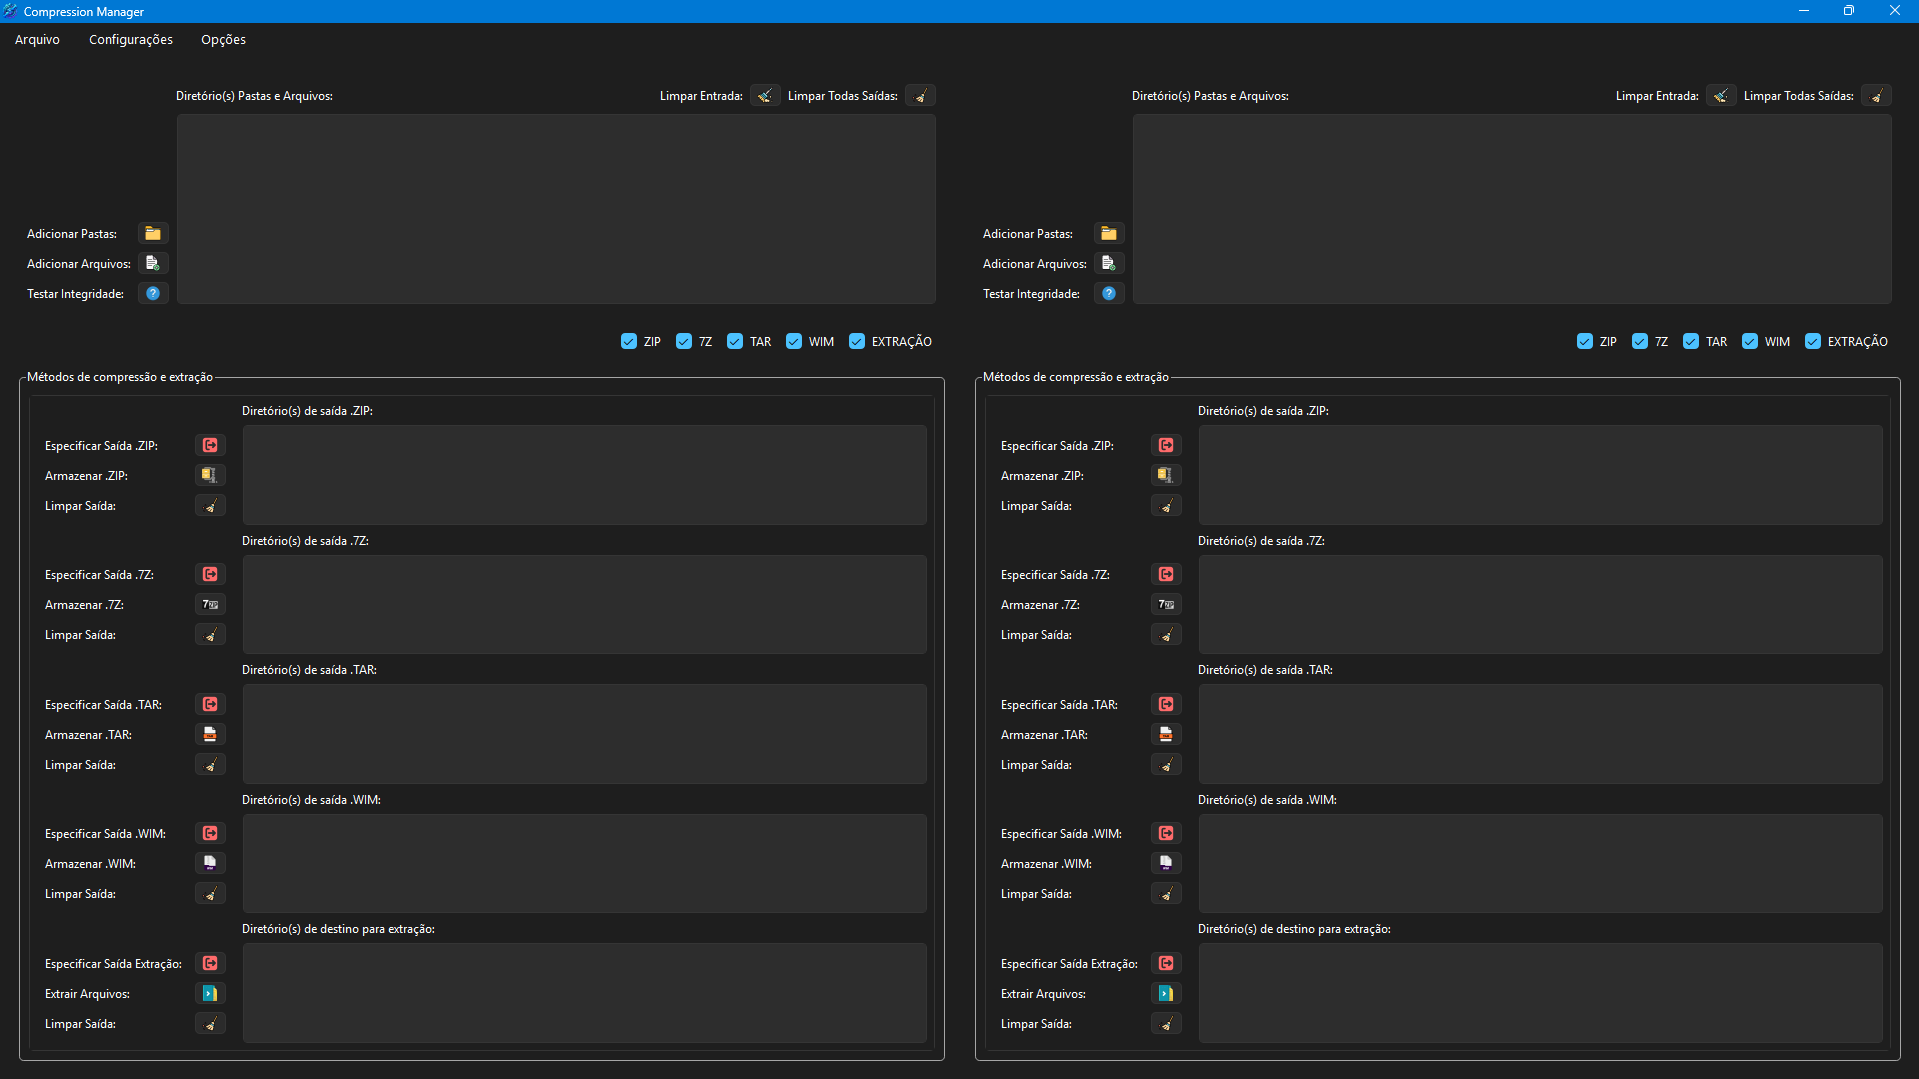 Compression Manager
Arquivo Configurações Opções
Diretório(s) Pastas e Arquivos: Limpar Entrada: Limpar Todas Saídas:
Adicionar Pastas:
Adicionar Arquivos:
Testar Integridade:
ZIP 7Z TAR WIM EXTRAÇÃO
Métodos de compressão e extração
Diretório(s) de saída .ZIP:
Especificar Saída .ZIP:
Armazenar .ZIP:
Limpar Saída:
Diretório(s) de saída .7Z:
Especificar Saída .7Z:
Armazenar .7Z:
Limpar Saída:
Diretório(s) de saída .TAR:
Especificar Saída .TAR:
Armazenar .TAR:
Limpar Saída:
Diretório(s) de saída .WIM:
Especificar Saída .WIM:
Armazenar .WIM:
Limpar Saída:
Diretório(s) de destino para extração:
Especificar Saída Extração:
Extrair Arquivos:
Limpar Saída:
Diretório(s) Pastas e Arquivos: Limpar Entrada: Limpar Todas Saídas:
Adicionar Pastas:
Adicionar Arquivos:
Testar Integridade:
ZIP 7Z TAR WIM EXTRAÇÃO
Métodos de compressão e extração
Diretório(s) de saída .ZIP:
Especificar Saída .ZIP:
Armazenar .ZIP:
Limpar Saída:
Diretório(s) de saída .7Z:
Especificar Saída .7Z:
Armazenar .7Z:
Limpar Saída:
Diretório(s) de saída .TAR:
Especificar Saída .TAR:
Armazenar .TAR:
Limpar Saída:
Diretório(s) de saída .WIM:
Especificar Saída .WIM:
Armazenar .WIM:
Limpar Saída:
Diretório(s) de destino para extração:
Especificar Saída Extração:
Extrair Arquivos:
Limpar Saída: